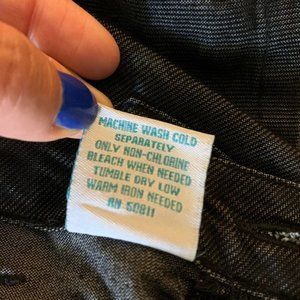 MACHINE WASH COLD
SEPARATELY
ONLY NON-CHLORINE
BLEACH WHEN NEEDED
TUMBLE DRY LOW
WARM IRON NEEDED
RN 50811